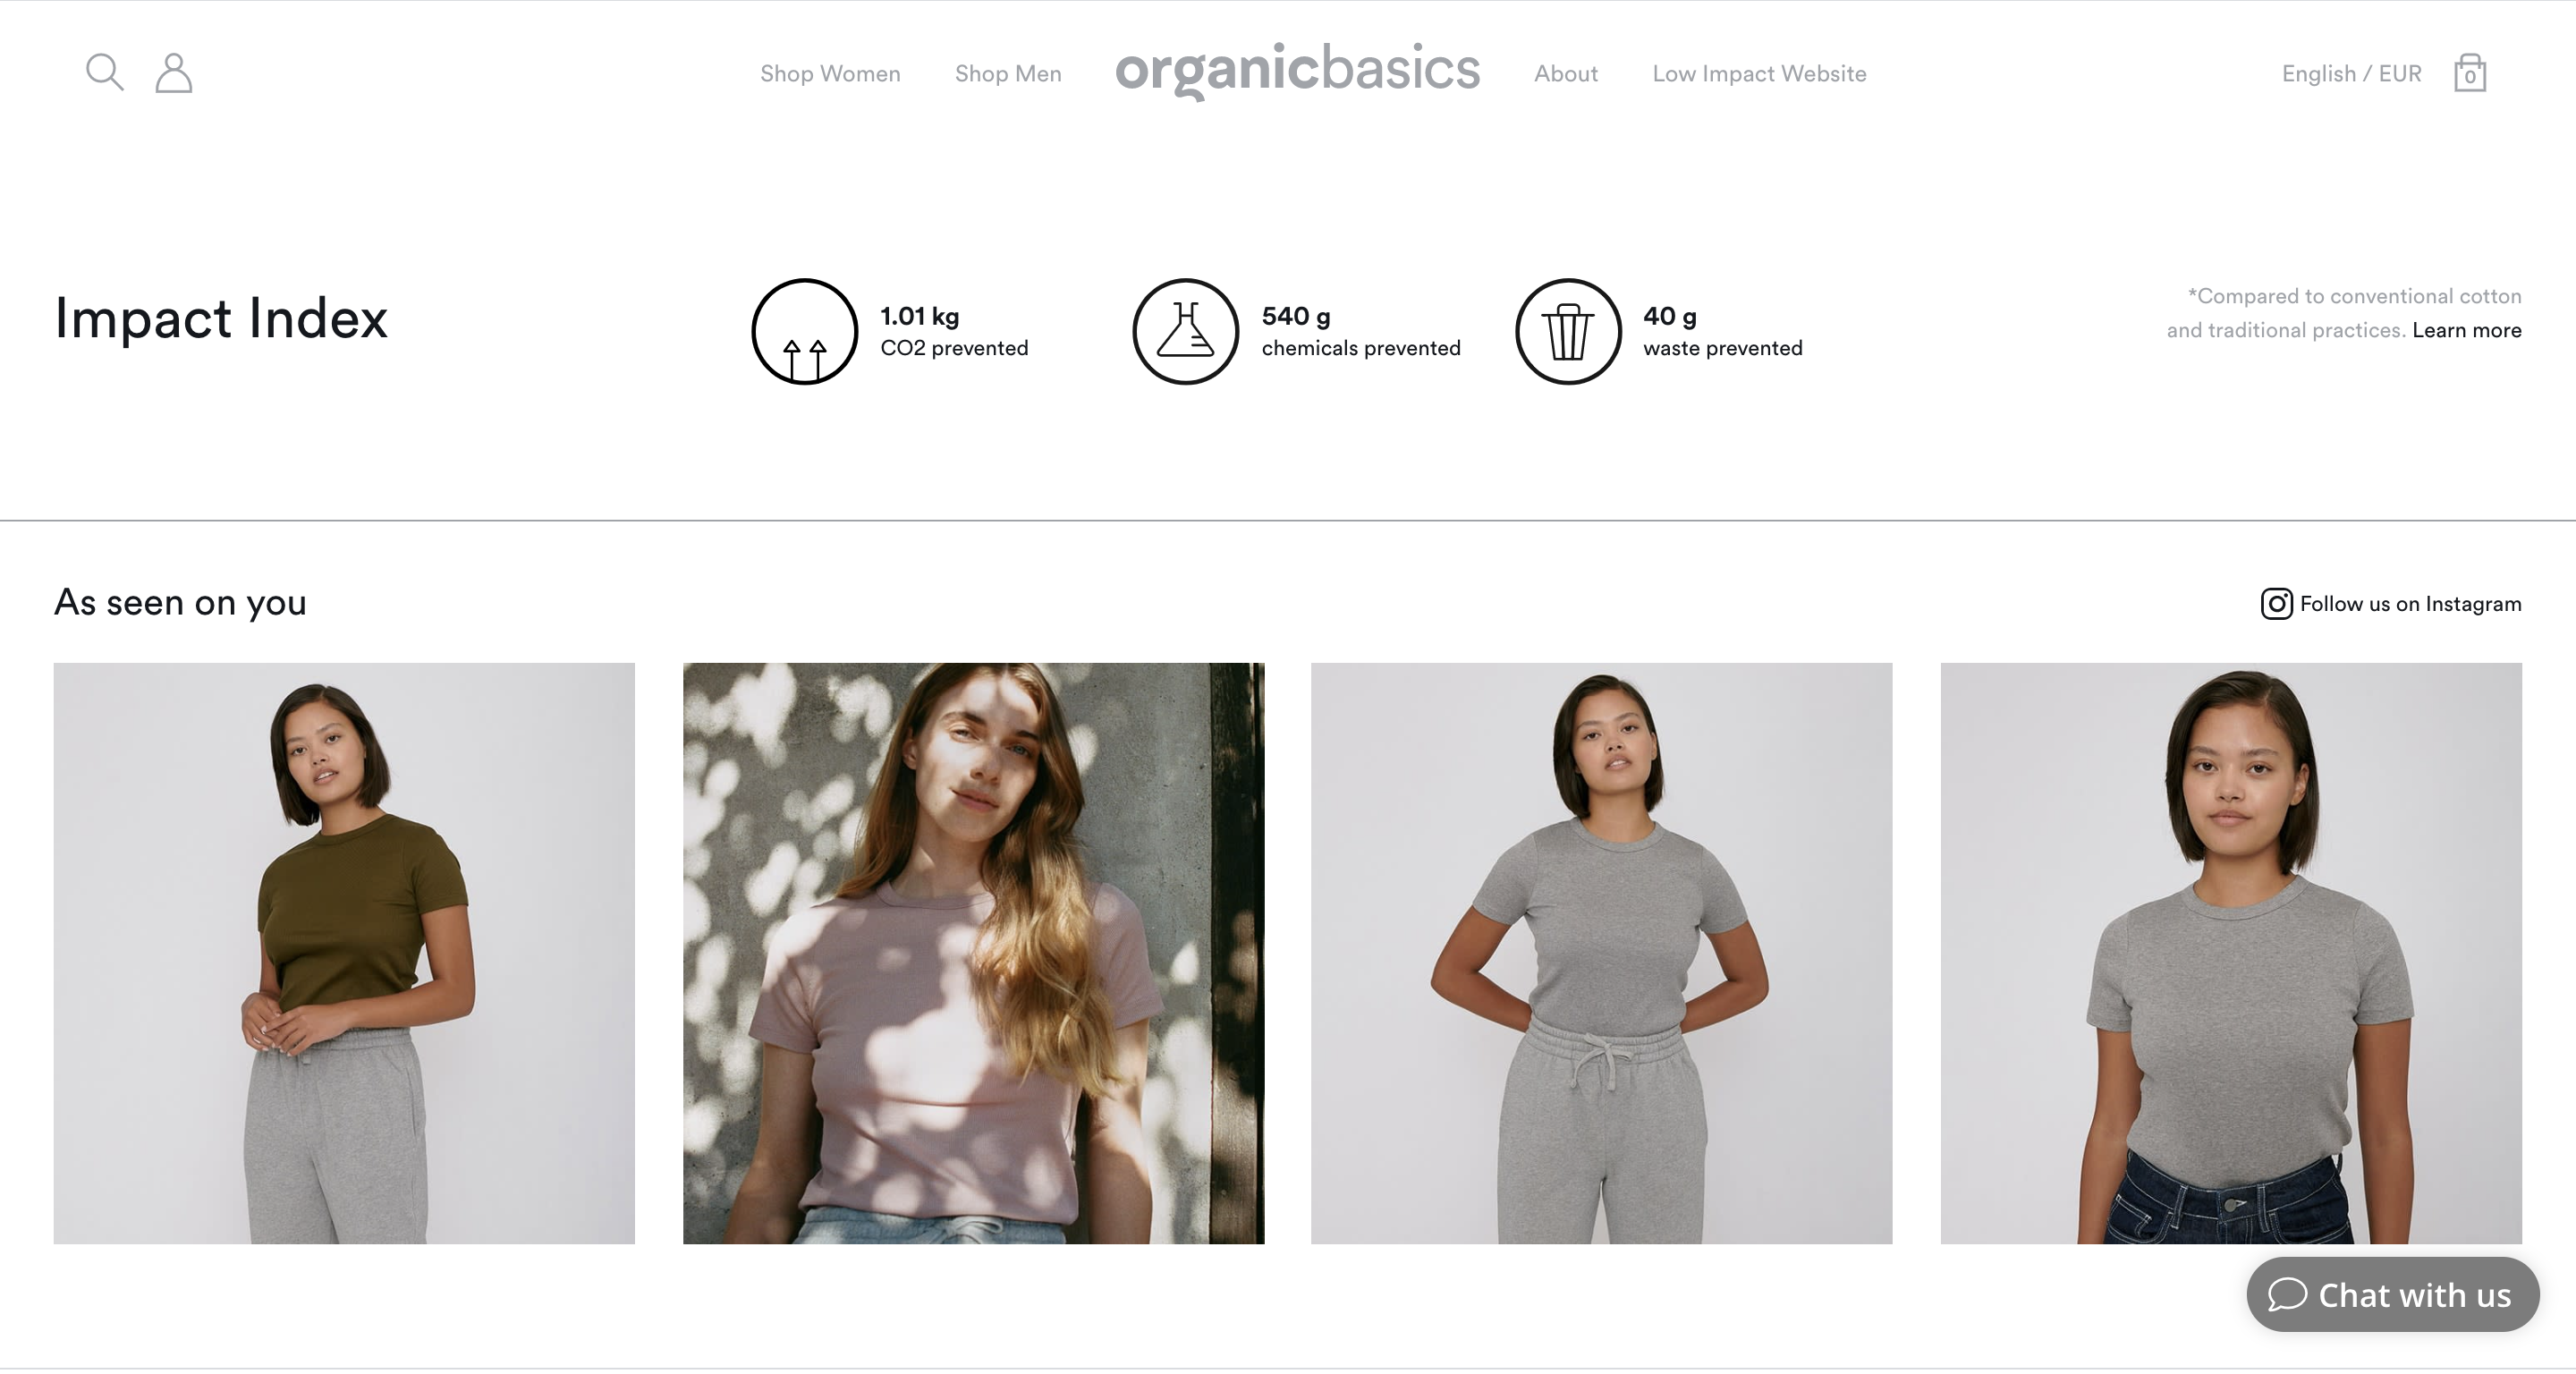 Shop Women
Shop Men
organicbasics
About
Low Impact Website
English / EUR
0
Impact Index
1.01 kg
CO2 prevented
540 g
chemicals prevented
40 g
waste prevented
*Compared to conventional cotton
and traditional practices. Learn more
As seen on you
Follow us on Instagram
Chat with us